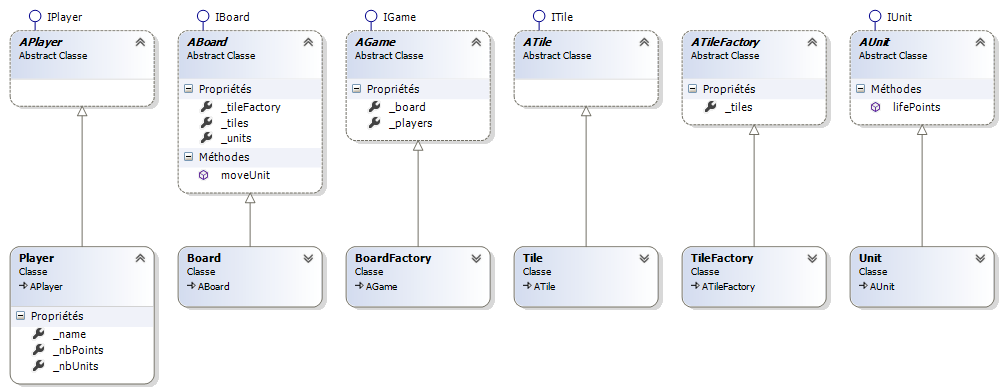 IPlayer
APlayer
Abstract Classe
IBoard
ABoard
Abstract Classe
Propriétés
_tileFactory
_tiles
_units
Méthodes
moveUnit
IGame
AGame
Abstract Classe
Propriétés
_board
_players
ITile
ATile
Abstract Classe
ATileFactory
Abstract Classe
Propriétés
_tiles
IUnit
AUnit
Abstract Classe
Méthodes
lifePoints
Player
Classe
APlayer
Propriétés
_name
_nbPoints
_nbUnits
Board
Classe
ABoard
BoardFactory
Classe
AGame
Tile
Classe
ATile
TileFactory
Classe
ATileFactory
Unit
Classe
AUnit